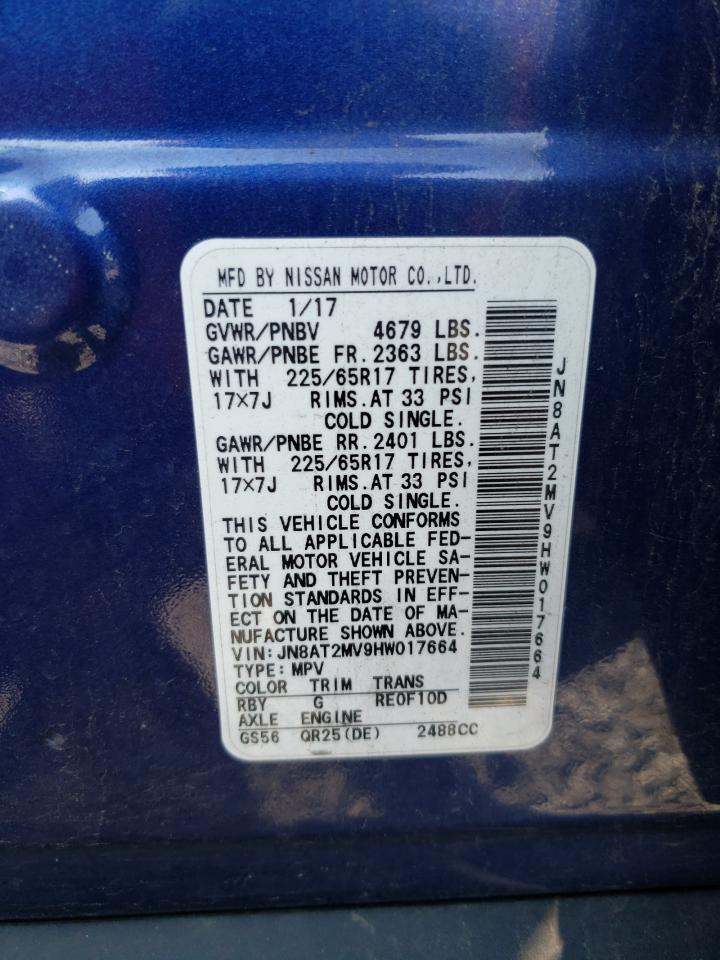 MFD BY NISSAN MOTOR CO.,LTD.
DATE 1/17
GVWR/PNBV 4679 LBS.
GAWR/PNBE FR. 2363 LBS.
WITH 225/65R17 TIRES,
17×7J RIMS.AT 33 PSI
COLD SINGLE.
GAWR/PNBE RR. 2401 LBS.
WITH 225/65R17 TIRES,
17×7J RIMS.AT 33 PSI
COLD SINGLE.
THIS VEHICLE CONFORMS
TO ALL APPLICABLE FED-
ERAL MOTOR VEHICLE SA-
FETY AND THEFT PREVEN-
TION STANDARDS IN EFF-
ECT ON THE DATE OF MA-
NUFACTURE SHOWN ABOVE.
VIN:JN8AT2MV9HW017664
TYPE:MPV
COLOR TRIM TRANS
RBY G RE0F10D
AXLE ENGINE
GS56 QR25(DE) 2488CC
JN8AT2MV9HW017664